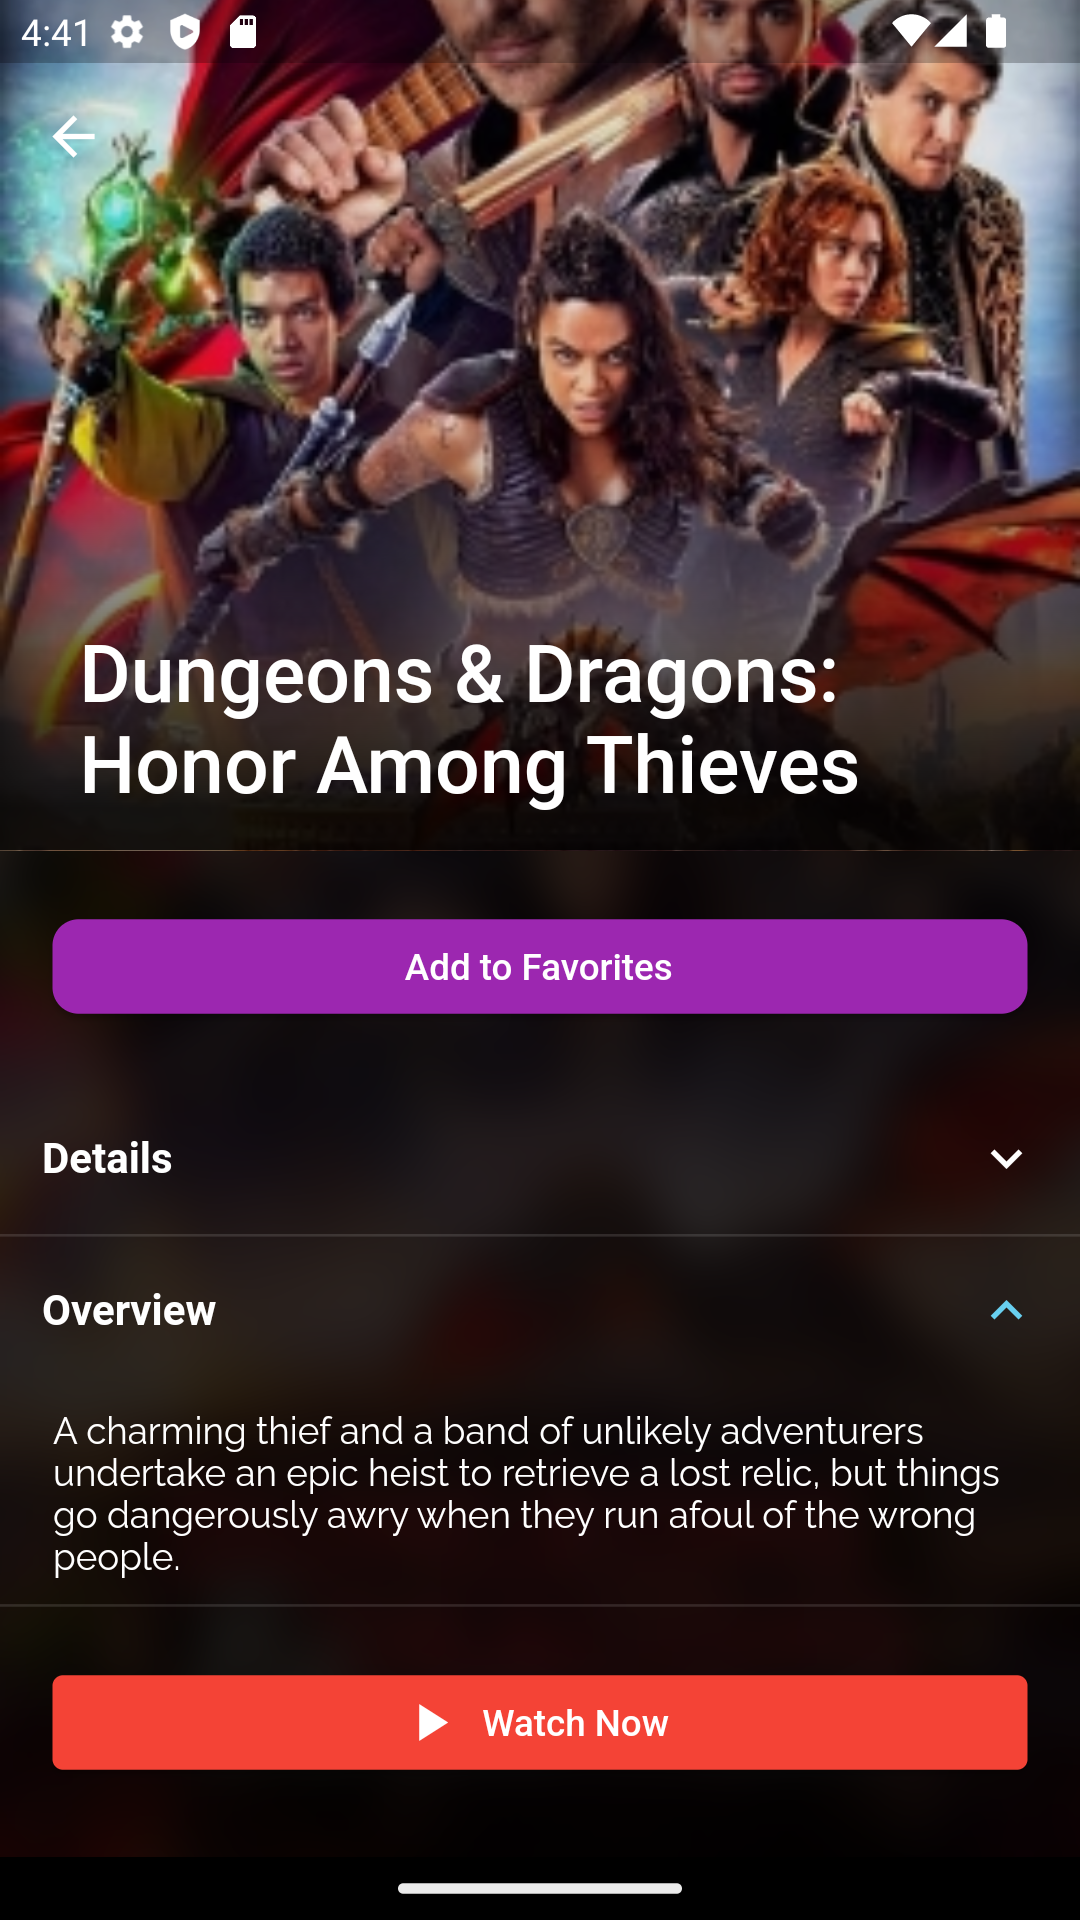 4:41
Dungeons & Dragons:
Honor Among Thieves
Add to Favorites
Details
Overview
A charming thief and a band of unlikely adventurers
undertake an epic heist to retrieve a lost relic, but things
go dangerously awry when they run afoul of the wrong
people.
Watch Now